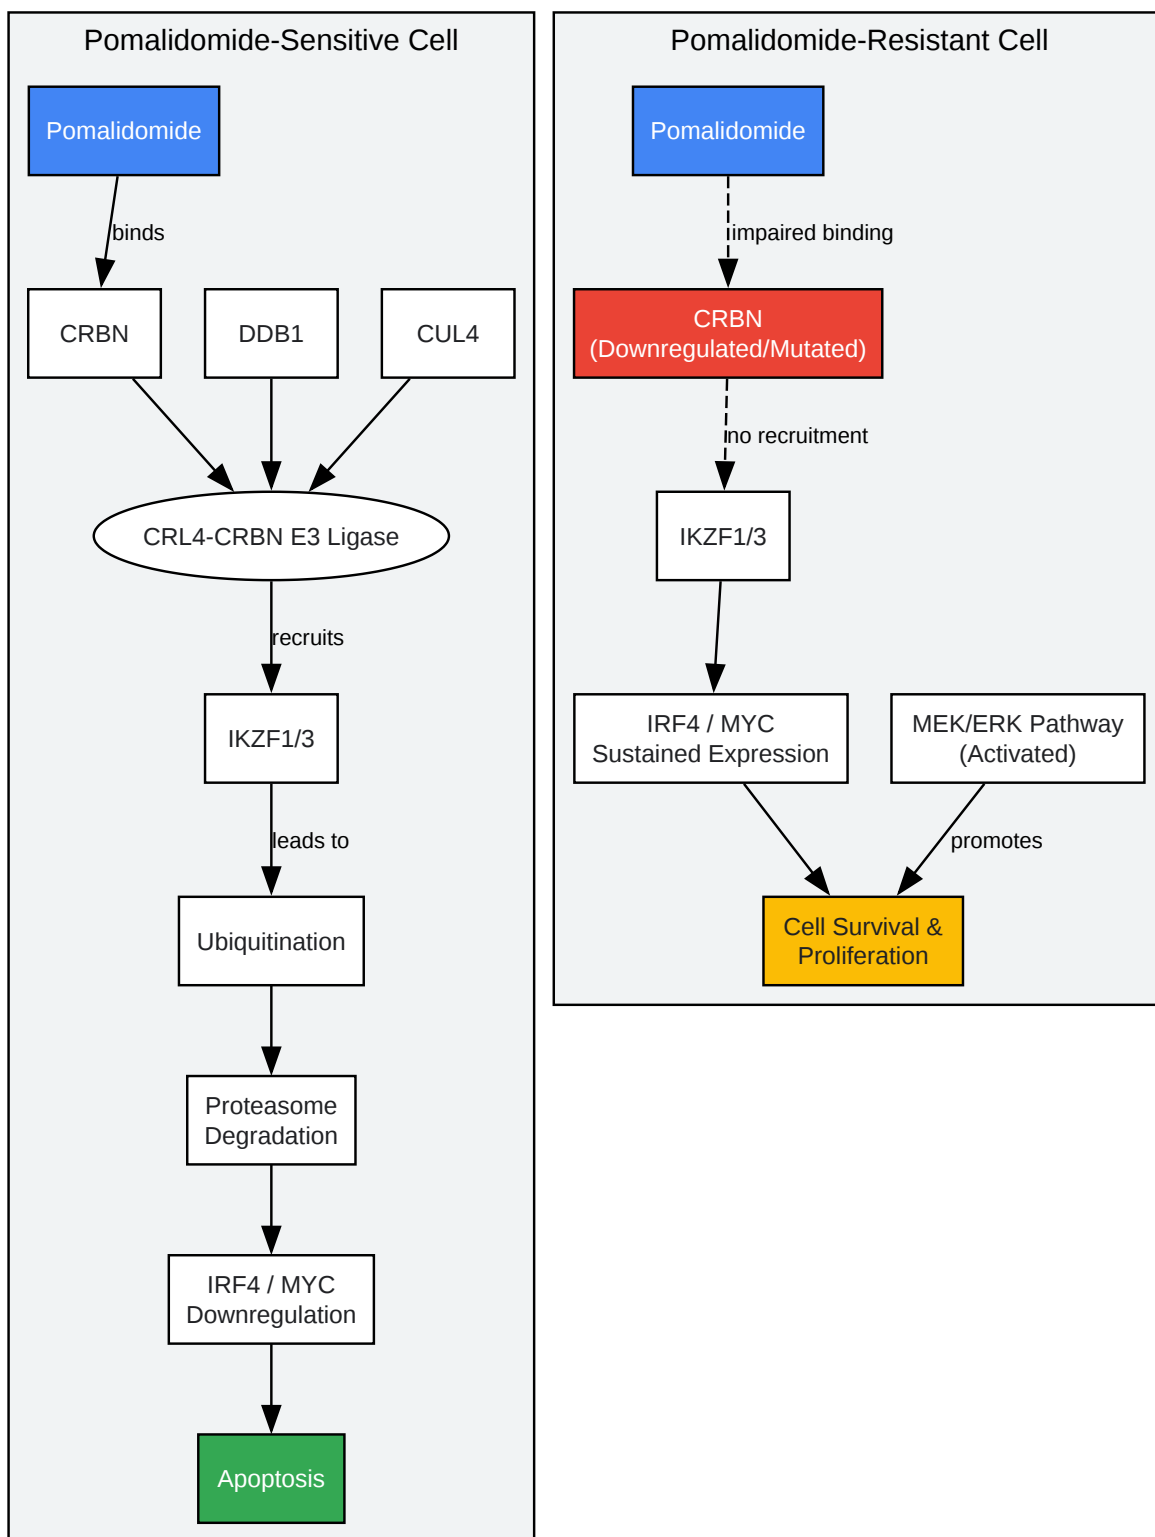 Pomalidomide-Sensitive Cell
Pomalidomide
binds
CRBN
DDB1
CUL4
CRL4-CRBN E3 Ligase
recruits
IKZF1/3
leads to
Ubiquitination
Proteasome
Degradation
IRF4 / MYC
Downregulation
Apoptosis
Pomalidomide-Resistant Cell
Pomalidomide
impaired binding
CRBN
(Downregulated/Mutated)
no recruitment
IKZF1/3
IRF4 / MYC
Sustained Expression
MEK/ERK Pathway
(Activated)
promotes
Cell Survival &
Proliferation